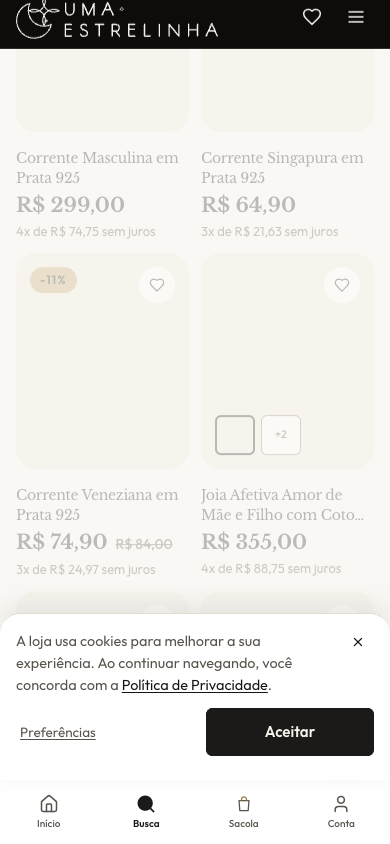 UMA
ESTRELINHA
Corrente Masculina em
Prata 925
R$ 299,00
4x de R$ 74,75 sem juros
Corrente Singapura em
Prata 925
R$ 64,90
3x de R$ 21,63 sem juros
-11%
+2
Corrente Veneziana em
Prata 925
R$ 74,90 R$ 84,00
3x de R$ 24,97 sem juros
Joia Afetiva Amor de
Mãe e Filho com Coto...
R$ 355,00
4x de R$ 88,75 sem juros
A loja usa cookies para melhorar a sua
experiência. Ao continuar navegando, você
concorda com a Política de Privacidade.
Preferências
Aceitar
Início
Busca
Sacola
Conta